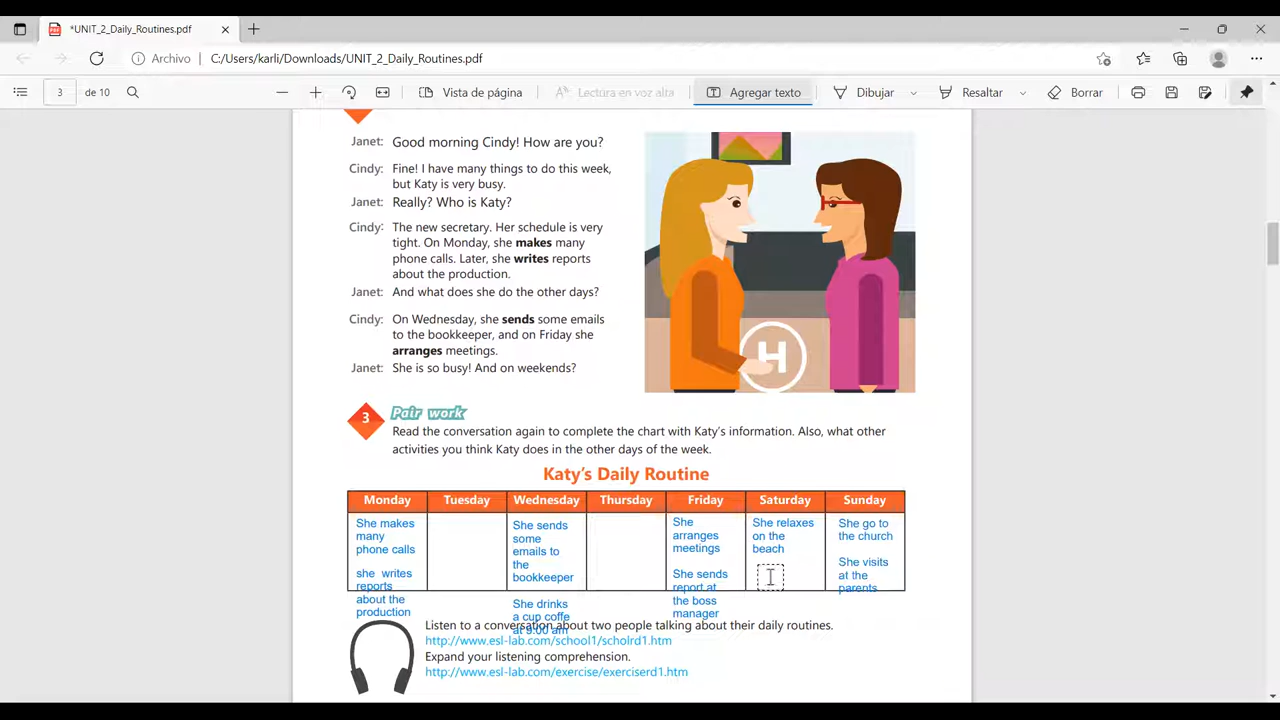 *UNIT_2_Daily_Routines.pdf
Archivo
C:/Users/karli/Downloads/UNIT_2_Daily_Routines.pdf
3 de 10
Vista de página
Lectura en voz alta
Agregar texto
Dibujar
Resaltar
Borrar
Janet: Good morning Cindy! How are you?
Cindy: Fine! I have many things to do this week,
but Katy is very busy.
Janet: Really? Who is Katy?
Cindy: The new secretary. Her schedule is very
tight. On Monday, she makes many
phone calls. Later, she writes reports
about the production.
Janet: And what does she do the other days?
Cindy: On Wednesday, she sends some emails
to the bookkeeper, and on Friday she
arranges meetings.
Janet: She is so busy! And on weekends?
H
3
Pair work
Read the conversation again to complete the chart with Katy's information. Also, what other
activities you think Katy does in the other days of the week.
Katy's Daily Routine
Monday
Tuesday
Wednesday
Thursday
Friday
Saturday
Sunday
She makes
many
phone calls
she writes
reports
about the
production
She sends
some
emails to
the
bookkeeper
She drinks
a cup coffe
at 9:00 am
She
arranges
meetings
She sends
report at
the boss
manager
She relaxes
on the
beach
She go to
the church
She visits
at the
parents
Listen to a conversation about two people talking about their daily routines.
http://www.esl-lab.com/school1/scholrd1.htm
Expand your listening comprehension.
http://www.esl-lab.com/exercise/exerciserd1.htm